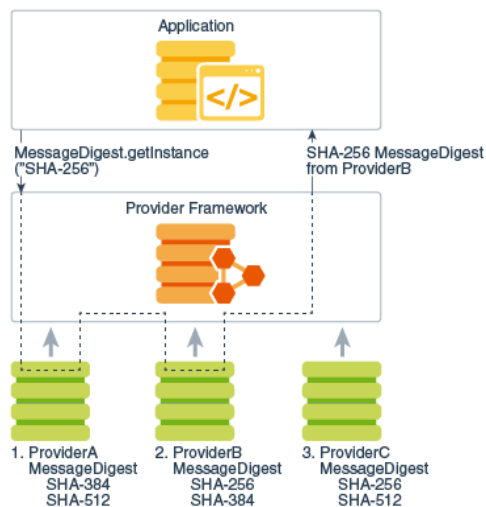 Application
</>
MessageDigest.getInstance
("SHA-256")
SHA-256 MessageDigest
from ProviderB
Provider Framework
1. ProviderA
MessageDigest
SHA-384
SHA-512
2. ProviderB
MessageDigest
SHA-256
SHA-384
3. ProviderC
MessageDigest
SHA-256
SHA-512